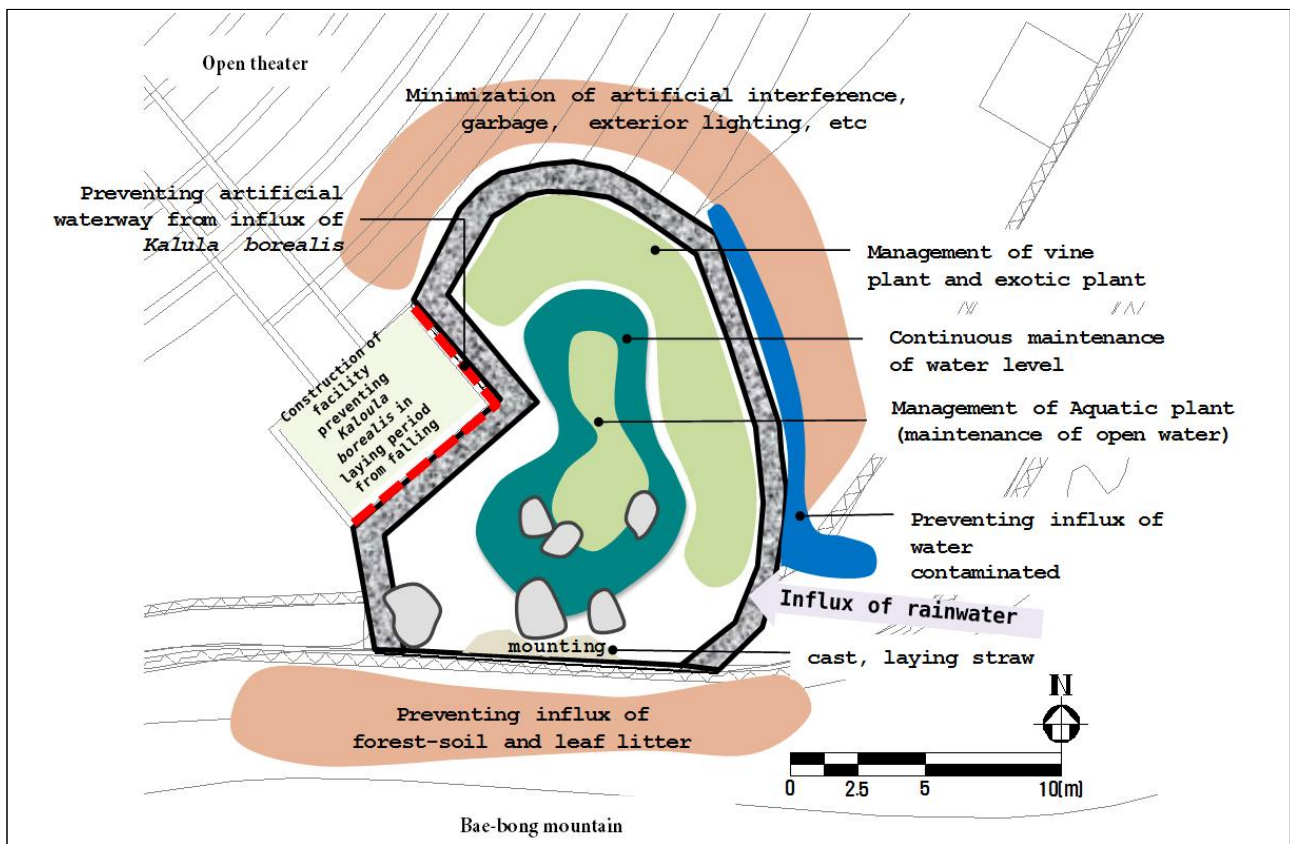 Open theater
Minimization of artificial interference,
garbage, exterior lighting, etc
Preventing artificial
waterway from influx of
Kalula borealis
Management of vine
plant and exotic plant
Construction of
facility
preventing
Kaloula
borealis in
laying period
from falling
Continuous maintenance
of water level
Management of Aquatic plant
(maintenance of open water)
Preventing influx of
water
contaminated
Influx of rainwater
mounting
cast, laying straw
Preventing influx of
forest-soil and leaf litter
N
0 2.5 5 10(m)
Bae-bong mountain